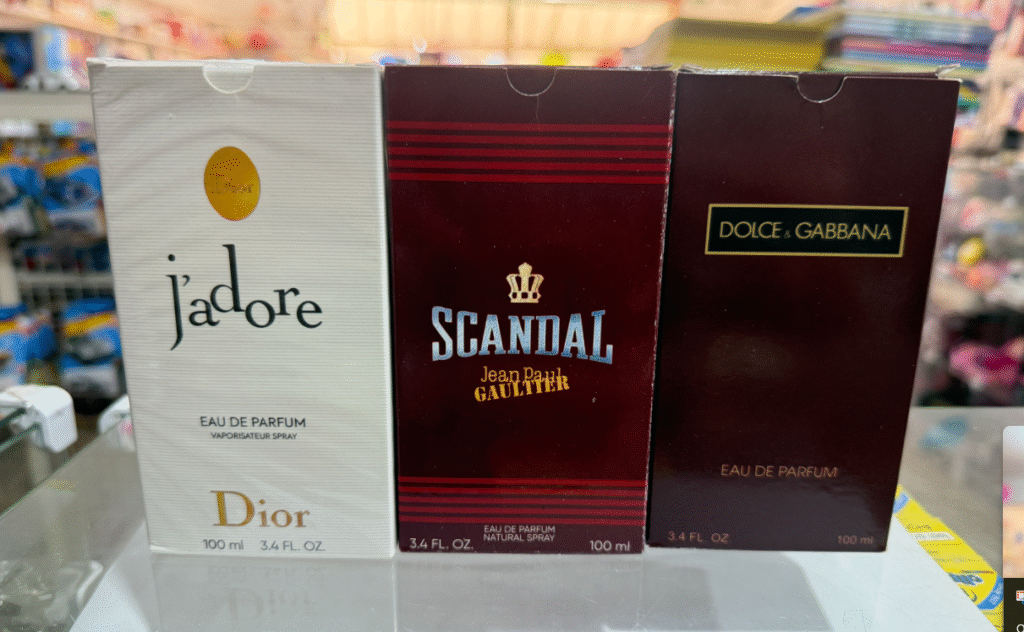 Dior
j'adore
EAU DE PARFUM
VAPORISATEUR SPRAY
Dior
100 ml 3.4 FL. OZ.
SCANDAL
Jean Paul
GAULTIER
EAU DE PARFUM
NATURAL SPRAY
3.4 FL. OZ.
100 ml
DOLCE & GABBANA
EAU DE PARFUM
3.4 FL. OZ
100 ml